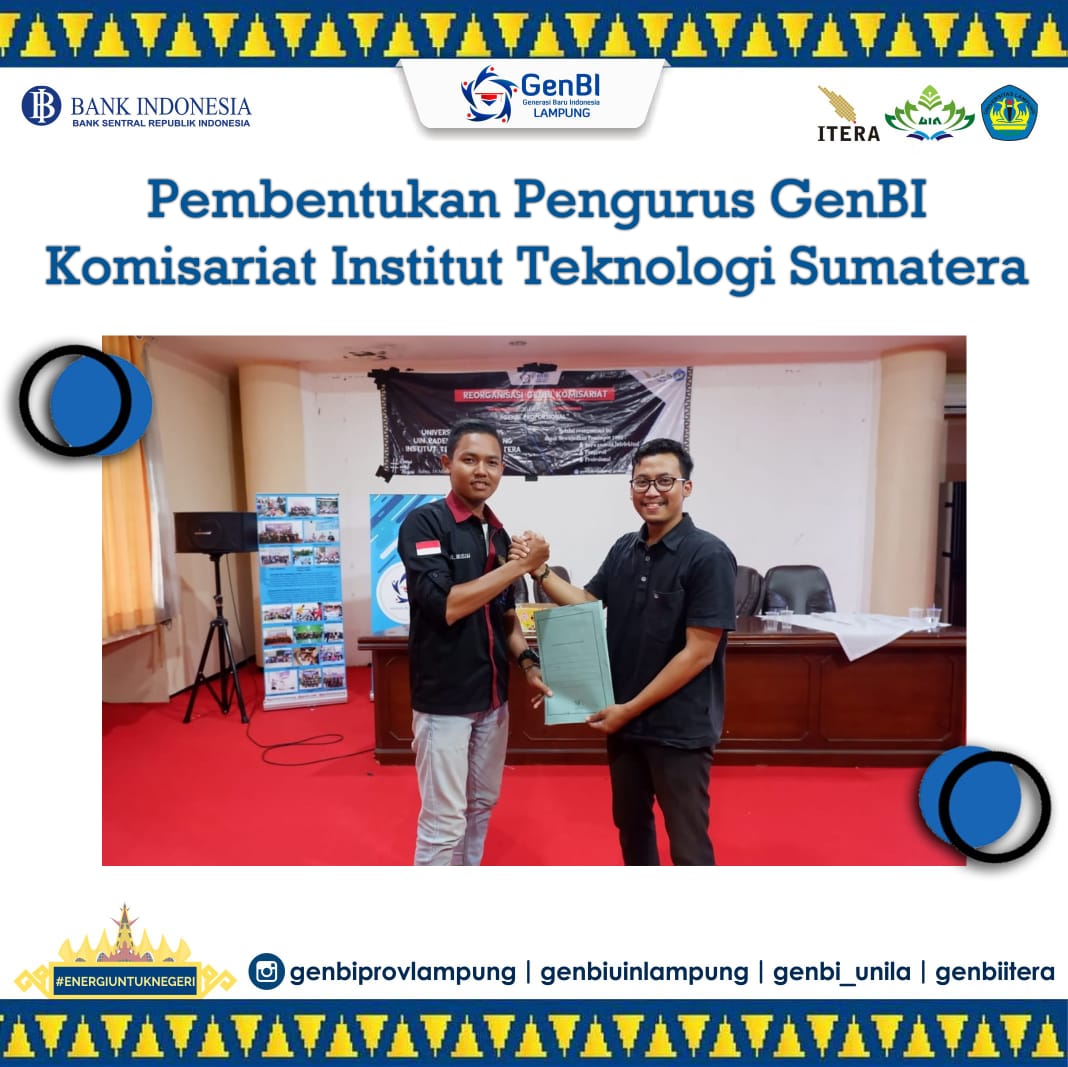 BANK INDONESIA
BANK SENTRAL REPUBLIK INDONESIA
GenBI
Generasi Baru Indonesia
LAMPUNG
ITERA
UIN
Pembentukan Pengurus GenBI
Komisariat Institut Teknologi Sumatera
REORGANISASI GENBI KOMISARIAT
#ENERGIUNTUKNEGERI
genbiprovlampung | genbiuinlampung | genbi_unila | genbiitera